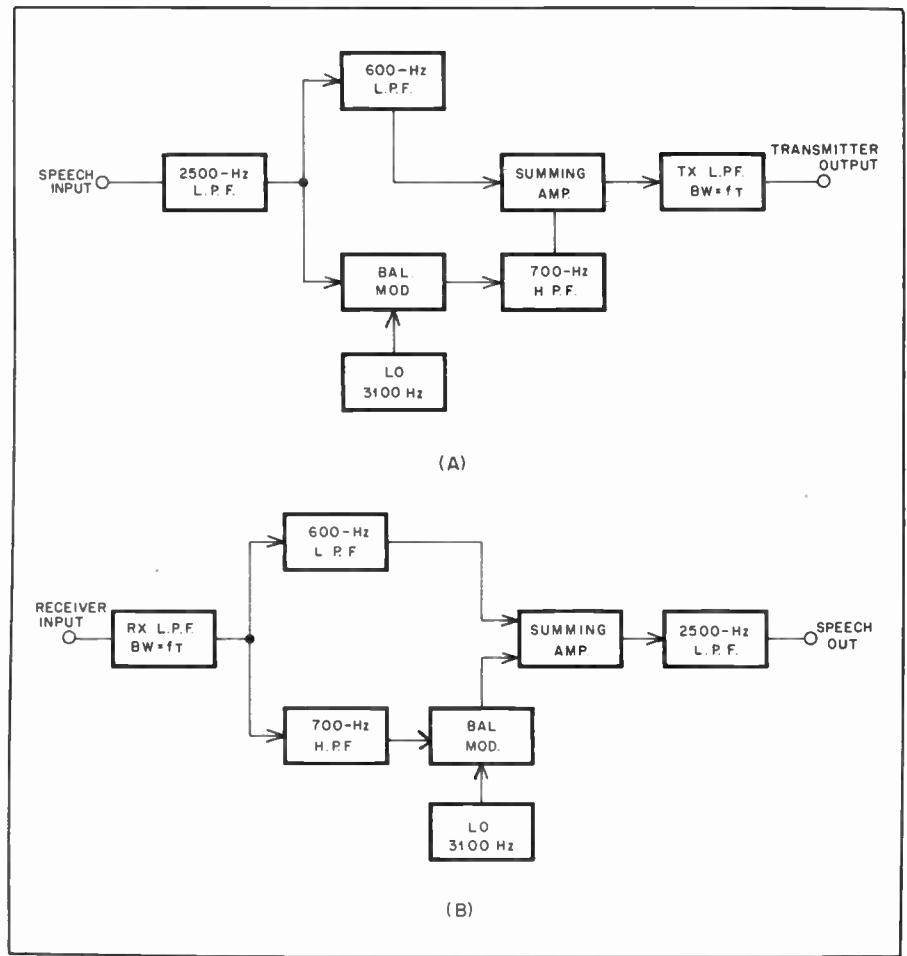 600-Hz
L.P.F.
SPEECH
INPUT
2500-Hz
L.P.F.
SUMMING
AMP.
TX L.P.F.
BW=fT
TRANSMITTER
OUTPUT
BAL.
MOD
700-Hz
H P.F.
LO
3100 Hz
(A)
600-Hz
L P.F
RECEIVER
INPUT
RX L.P.F.
BW=fT
SUMMING
AMP.
2500-Hz
L.P.F.
SPEECH
OUT
700-Hz
H.P.F
BAL
MOD.
LO
3100 Hz
(B)